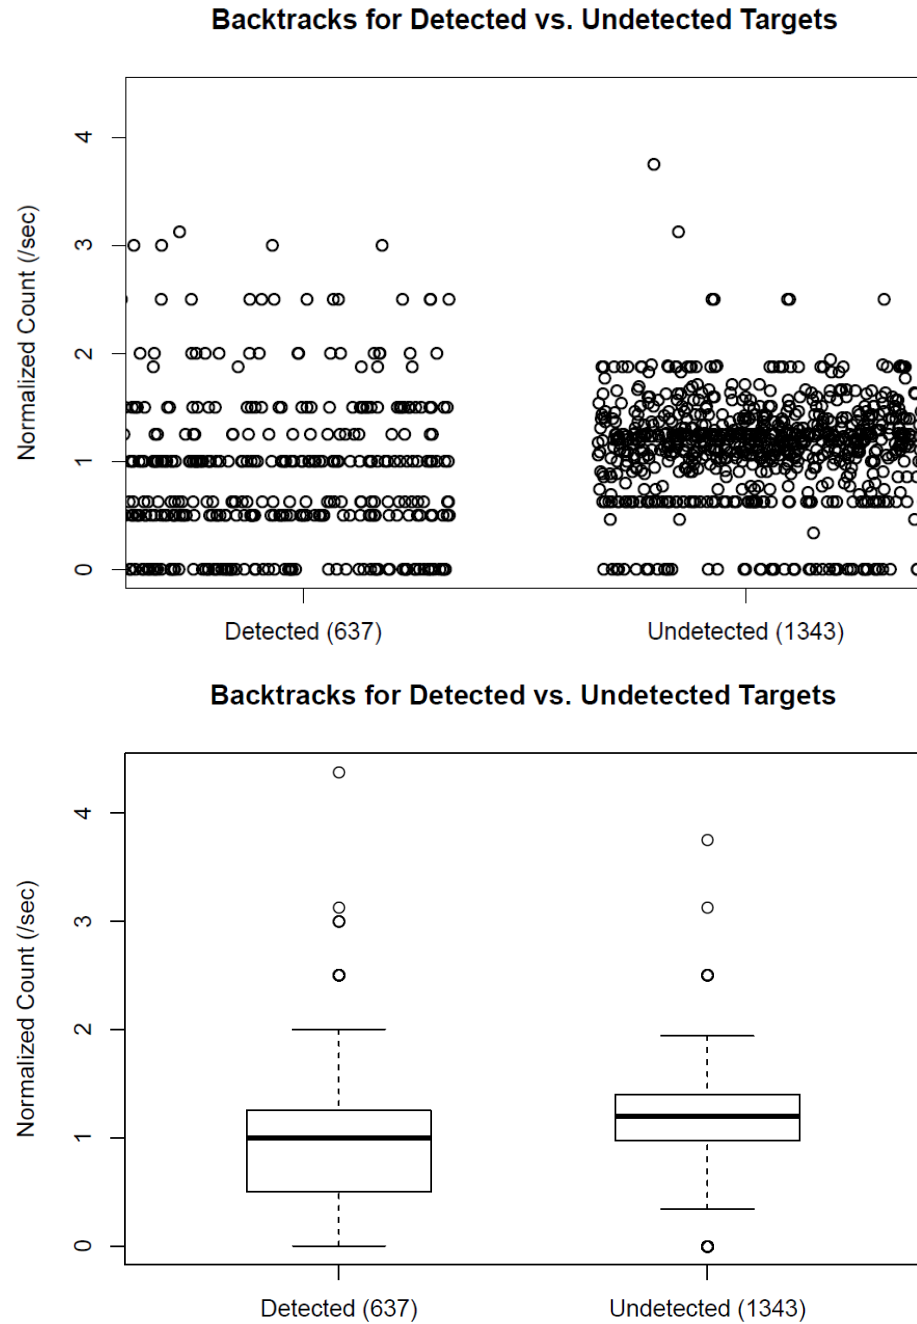 Backtracks for Detected vs. Undetected Targets
Normalized Count (/sec)
4
3
2
1
0
Detected (637) Undetected (1343)
Backtracks for Detected vs. Undetected Targets
Normalized Count (/sec)
4
3
2
1
0
Detected (637) Undetected (1343)